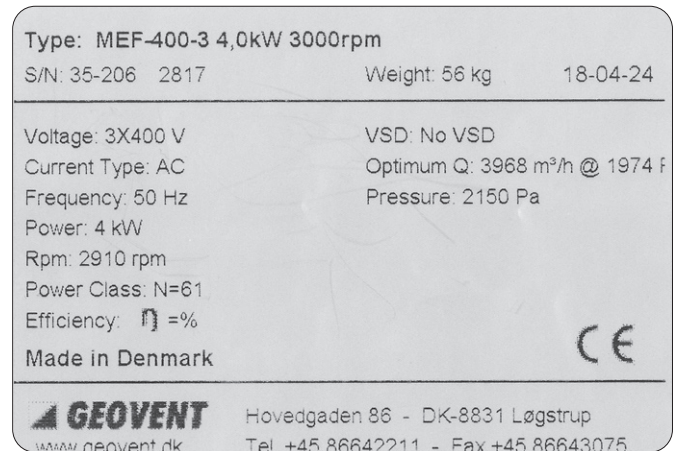 Type: MEF-400-3 4,0kW 3000rpm
S/N: 35-206 2817 Weight: 56 kg 18-04-24
Voltage: 3X400 V VSD: No VSD
Current Type: AC Optimum Q: 3968 m³/h @ 1974
Frequency: 50 Hz Pressure: 2150 Pa
Power: 4 kW
Rpm: 2910 rpm
Power Class: N=61
Efficiency: η =%
Made in Denmark CE
GEOVENT Hovedgaden 86 - DK-8831 Løgstrup
www.geovent.dk Tel. +45 86642211 - Fax +45 86643075